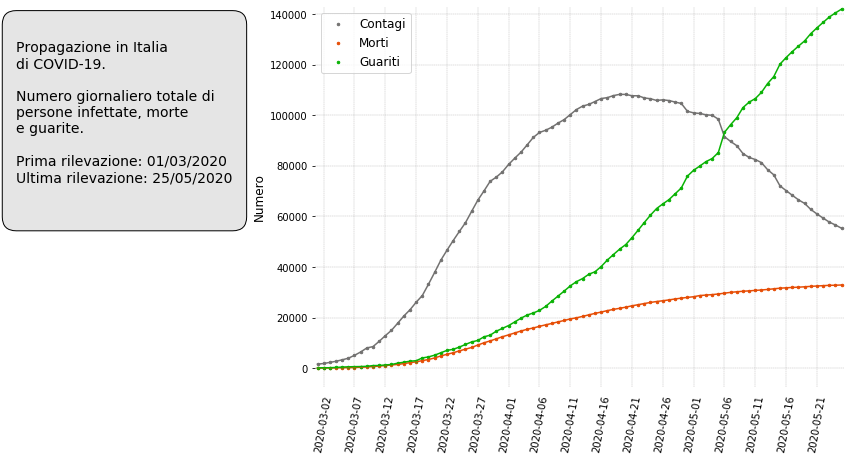 Propagazione in Italia
di COVID-19.
Numero giornaliero totale di
persone infettate, morte
e guarite.
Prima rilevazione: 01/03/2020
Ultima rilevazione: 25/05/2020
Contagi
Morti
Guariti
Numero
140000
120000
100000
80000
60000
40000
20000
0
2020-03-02
2020-03-07
2020-03-12
2020-03-17
2020-03-22
2020-03-27
2020-04-01
2020-04-06
2020-04-11
2020-04-16
2020-04-21
2020-04-26
2020-05-01
2020-05-06
2020-05-11
2020-05-16
2020-05-21